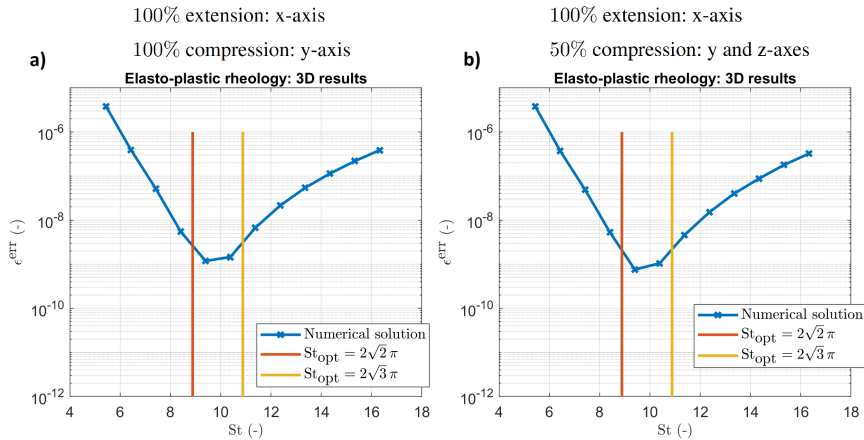 100% extension: x-axis
100% compression: y-axis
a)
Elasto-plastic rheology: 3D results
10^-6
10^-8
10^-10
10^-12
ϵ^err (-)
4 6 8 10 12 14 16 18
St (-)
Numerical solution
St_opt = 2√2 π
St_opt = 2√3 π
100% extension: x-axis
50% compression: y and z-axes
b)
Elasto-plastic rheology: 3D results
10^-6
10^-8
10^-10
10^-12
ϵ^err (-)
4 6 8 10 12 14 16 18
St (-)
Numerical solution
St_opt = 2√2 π
St_opt = 2√3 π